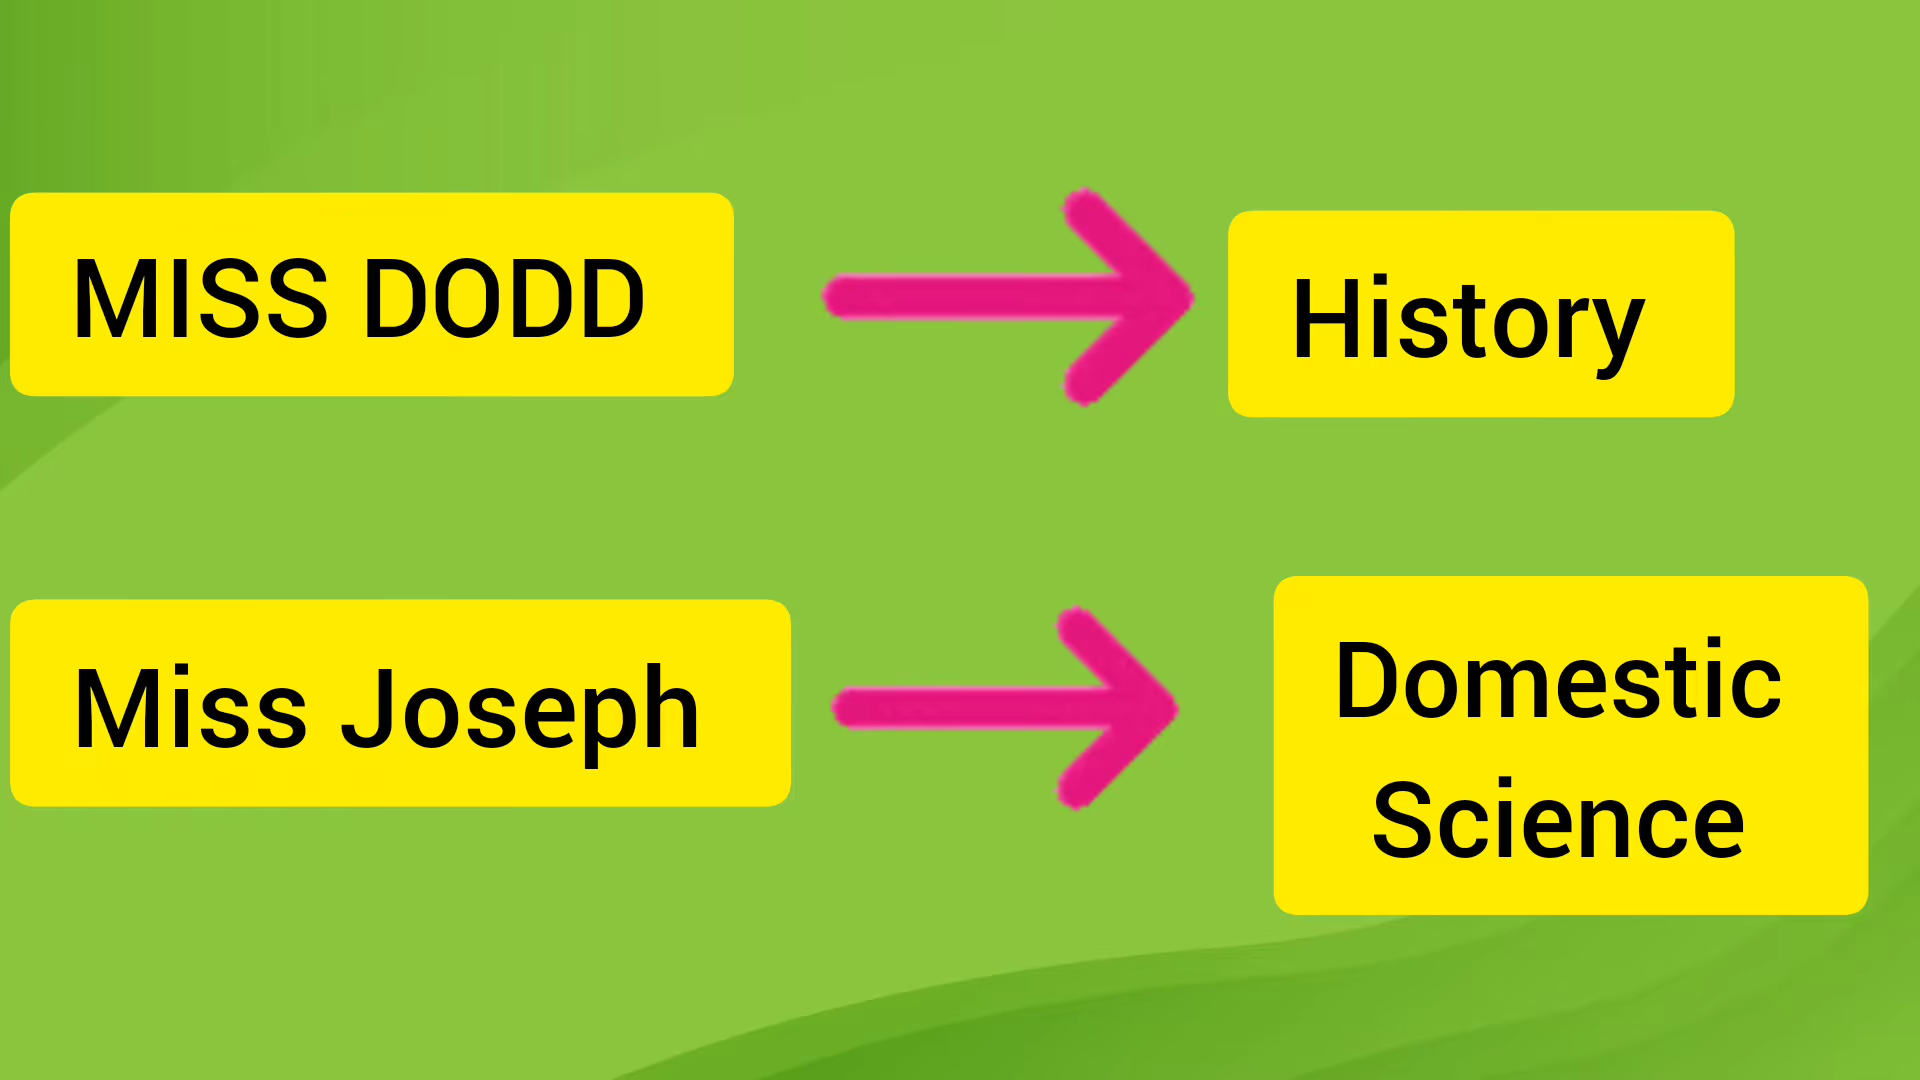 MISS DODD
History
Miss Joseph
Domestic
Science